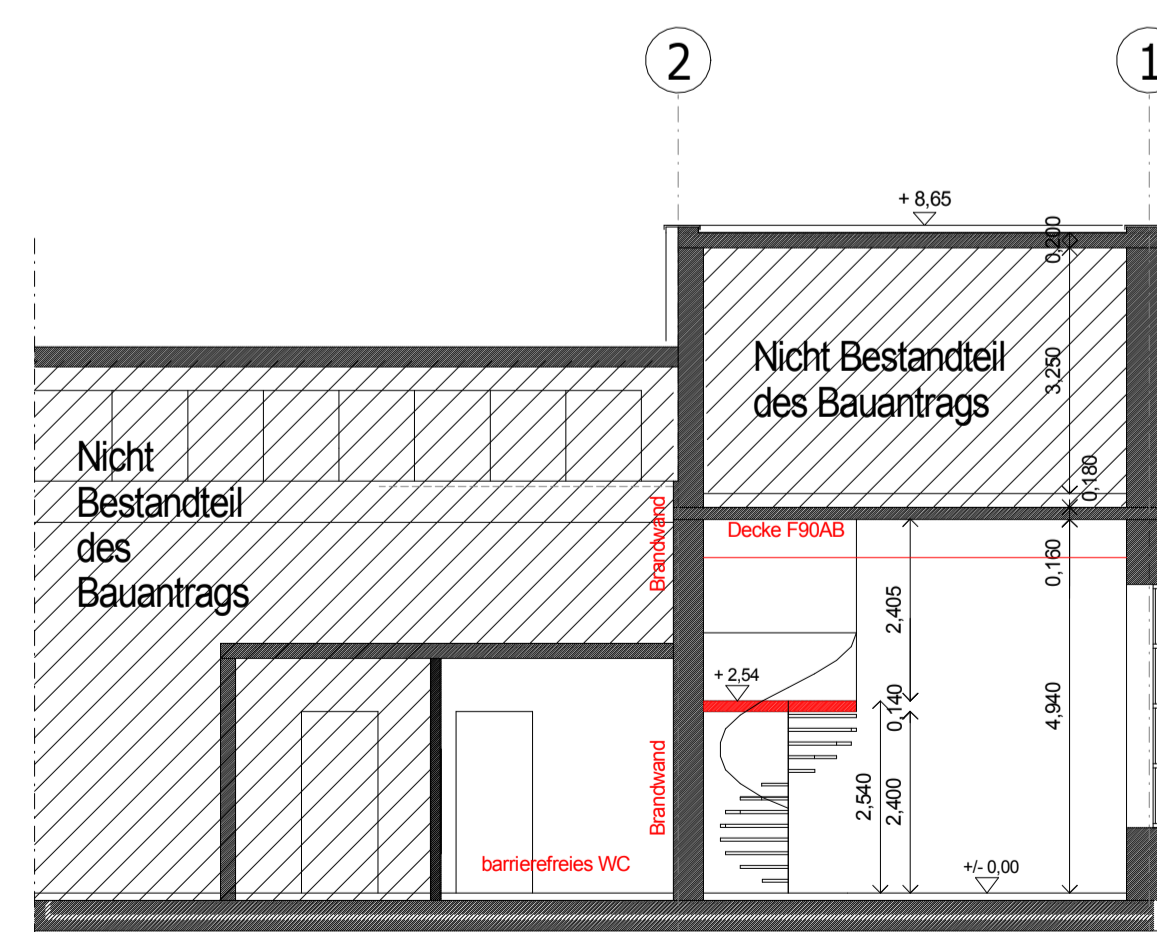 2
1
+ 8,65
0,200
Nicht Bestandteil
des Bauantrags
3,250
0,180
Nicht
Bestandteil
des
Bauantrags
Brandwand
Decke F90AB
0,160
2,405
+ 2,54
0,140
4,940
Brandwand
2,540
2,400
barrierefreies WC
+/- 0,00